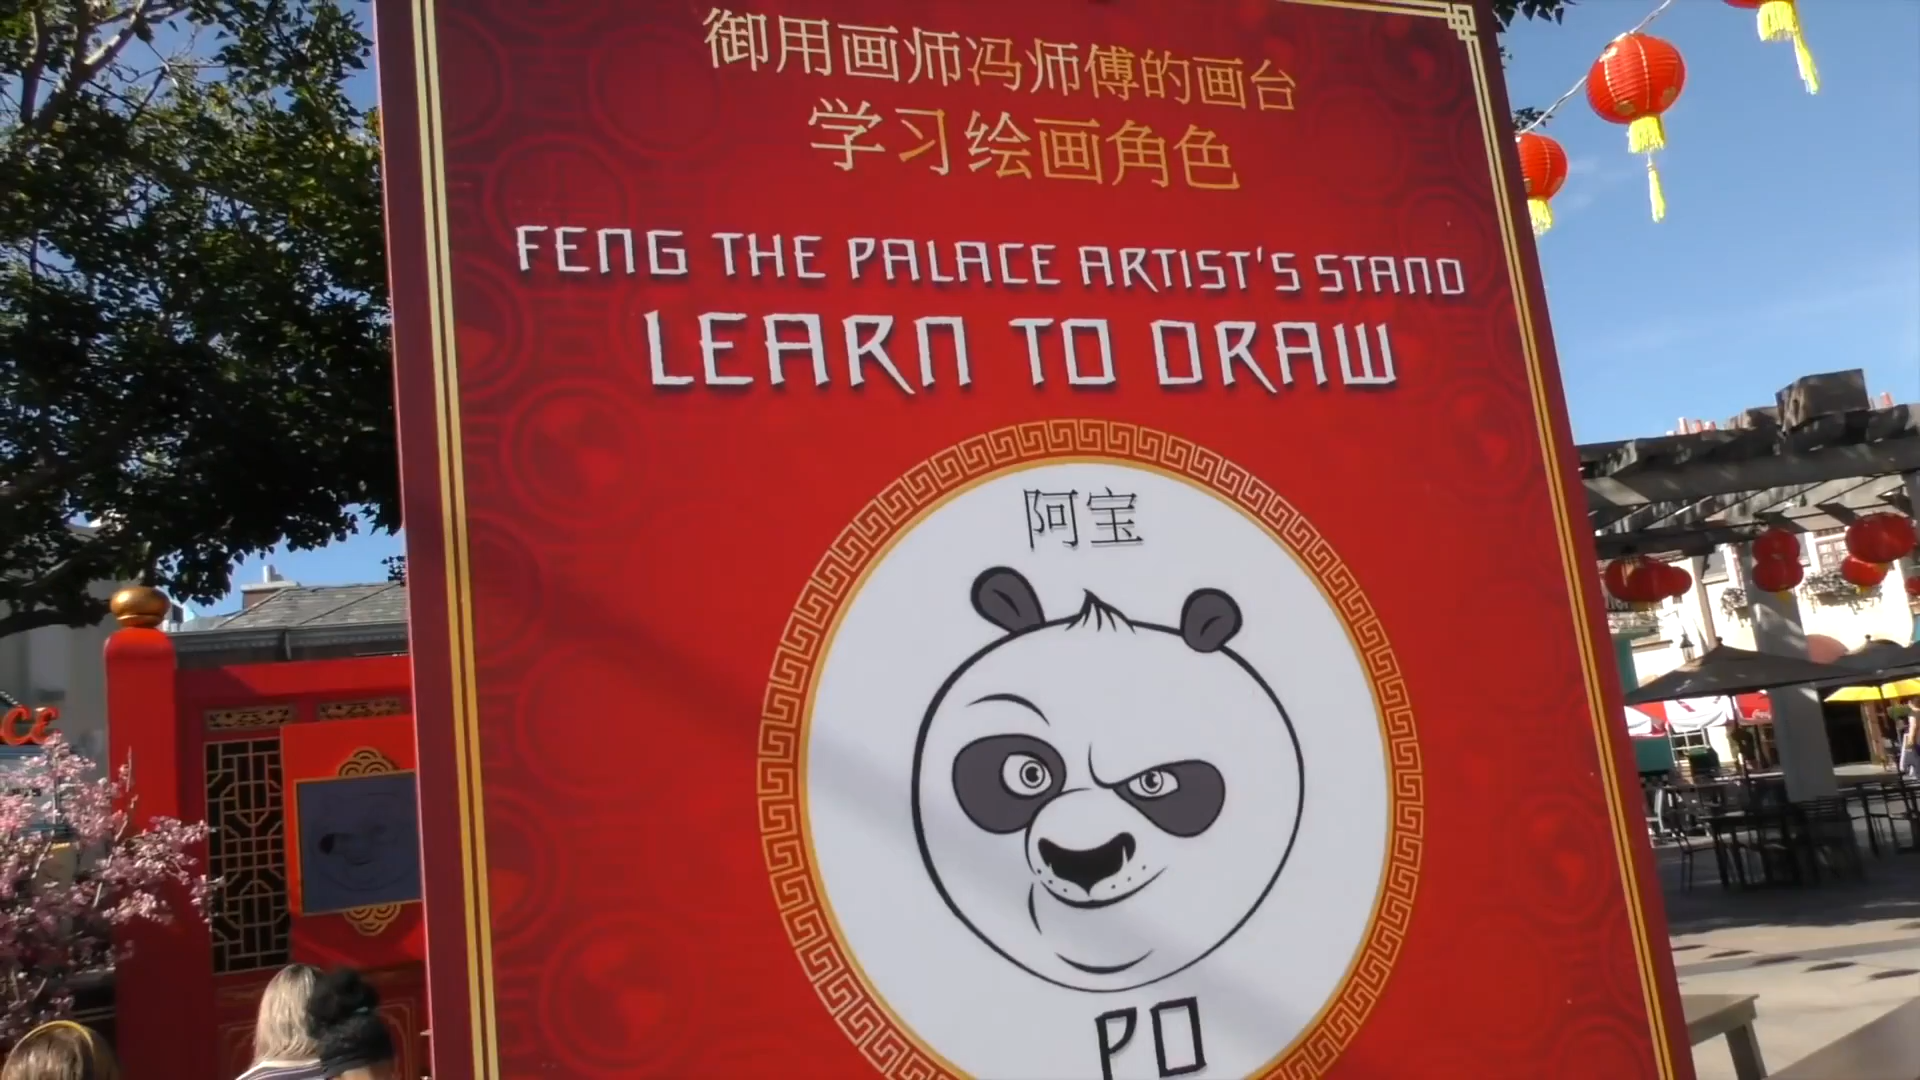 御用画师冯师傅的画台
学习绘画角色
FENG THE PALACE ARTIST'S STAND
LEARN TO DRAW
阿宝
PO
CE